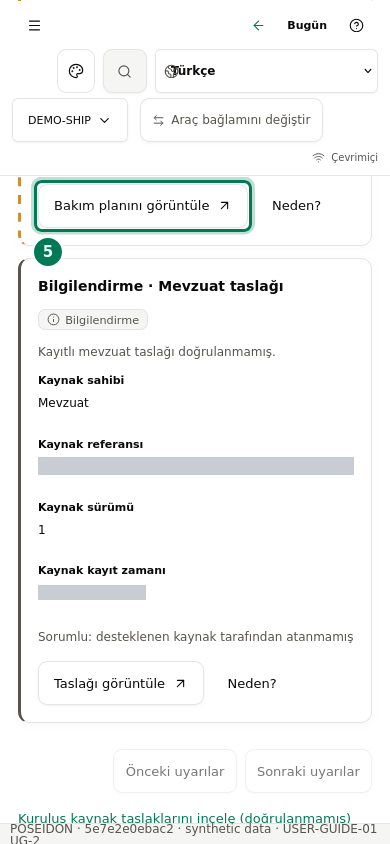 Bugün
Türkçe
DEMO-SHIP
Araç bağlamını değiştir
Çevrimiçi
Bakım planını görüntüle
Neden?
5
Bilgilendirme · Mevzuat taslağı
Bilgilendirme
Kayıtlı mevzuat taslağı doğrulanmamış.
Kaynak sahibi
Mevzuat
Kaynak referansı
Kaynak sürümü
1
Kaynak kayıt zamanı
Sorumlu: desteklenen kaynak tarafından atanmamış
Taslağı görüntüle
Neden?
Önceki uyarılar
Sonraki uyarılar
Kuruluş kaynak taslaklarını incele (doğrulanmamış)
POSEIDON · 5e7e2e0ebac2 · synthetic data · USER-GUIDE-01
UG-2